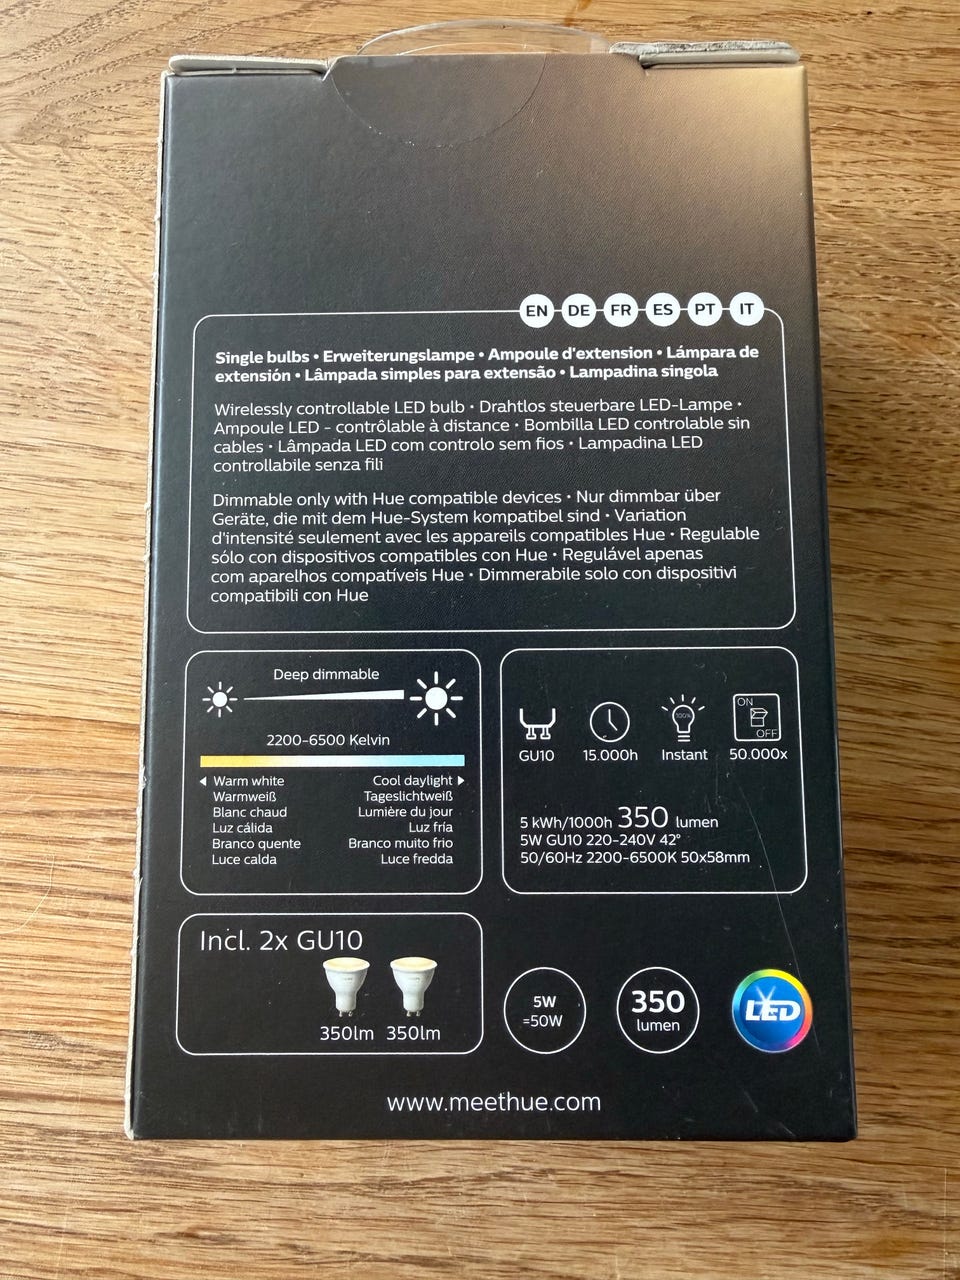 EN DE FR ES PT IT
Single bulbs • Erweiterungslampe • Ampoule d'extension • Lámpara de
extensión • Lâmpada simples para extensão • Lampadina singola
Wirelessly controllable LED bulb • Drahtlos steuerbare LED-Lampe •
Ampoule LED - contrôlable à distance • Bombilla LED controlable sin
cables • Lâmpada LED com controlo sem fios • Lampadina LED
controllabile senza fili
Dimmable only with Hue compatible devices • Nur dimmbar über
Geräte, die mit dem Hue-System kompatibel sind • Variation
d'intensité seulement avec les appareils compatibles Hue • Regulable
sólo con dispositivos compatibles con Hue • Regulável apenas
com aparelhos compatíveis Hue • Dimmerabile solo con dispositivi
compatibili con Hue
Deep dimmable
2200-6500 Kelvin
Warm white Cool daylight
Warmweiß Tageslichtweiß
Blanc chaud Lumière du jour
Luz cálida Luz fría
Branco quente Branco muito frio
Luce calda Luce fredda
100%
ON
OFF
GU10 15.000h Instant 50.000x
5 kWh/1000h 350 lumen
5W GU10 220-240V 42°
50/60Hz 2200-6500K 50x58mm
Incl. 2x GU10
350lm 350lm
5W
=50W
350
lumen
LED
www.meethue.com